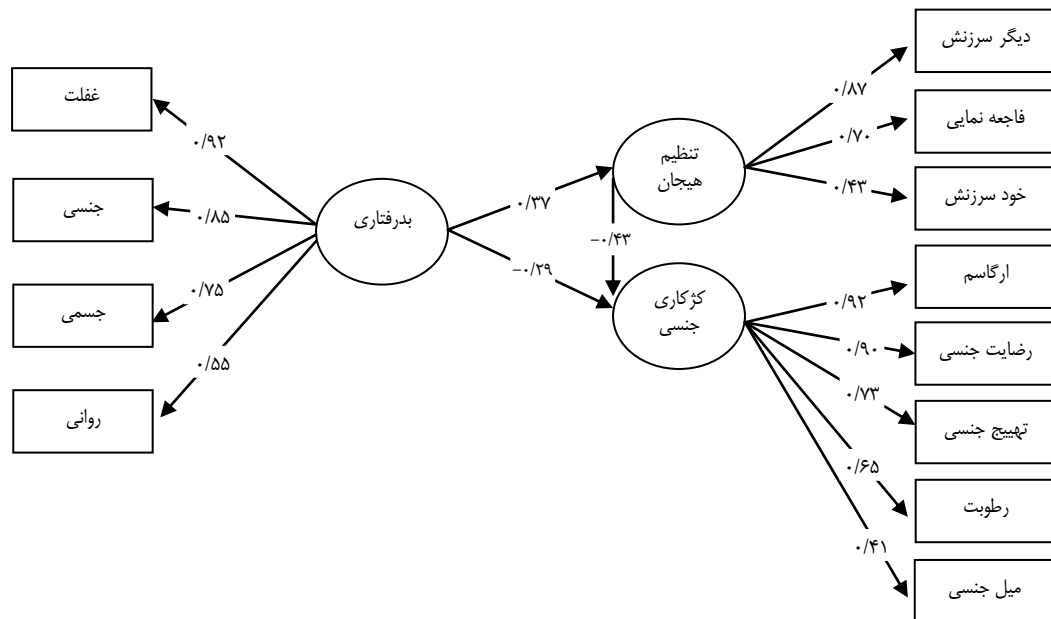 دیگر سرزنش
فاجعه نمایی
خود سرزنش
ارگاسم
رضایت جنسی
تهییج جنسی
رطوبت
میل جنسی
۰/۸۷
۰/۷۰
۰/۴۳
۰/۹۲
۰/۹۰
۰/۷۳
۰/۶۵
۰/۴۱
تنظیم
هیجان
کژکاری
جنسی
۰/۳۷
−۰/۴۳
−۰/۲۹
بدرفتاری
۰/۹۲
۰/۸۵
۰/۷۵
۰/۵۵
غفلت
جنسی
جسمی
روانی